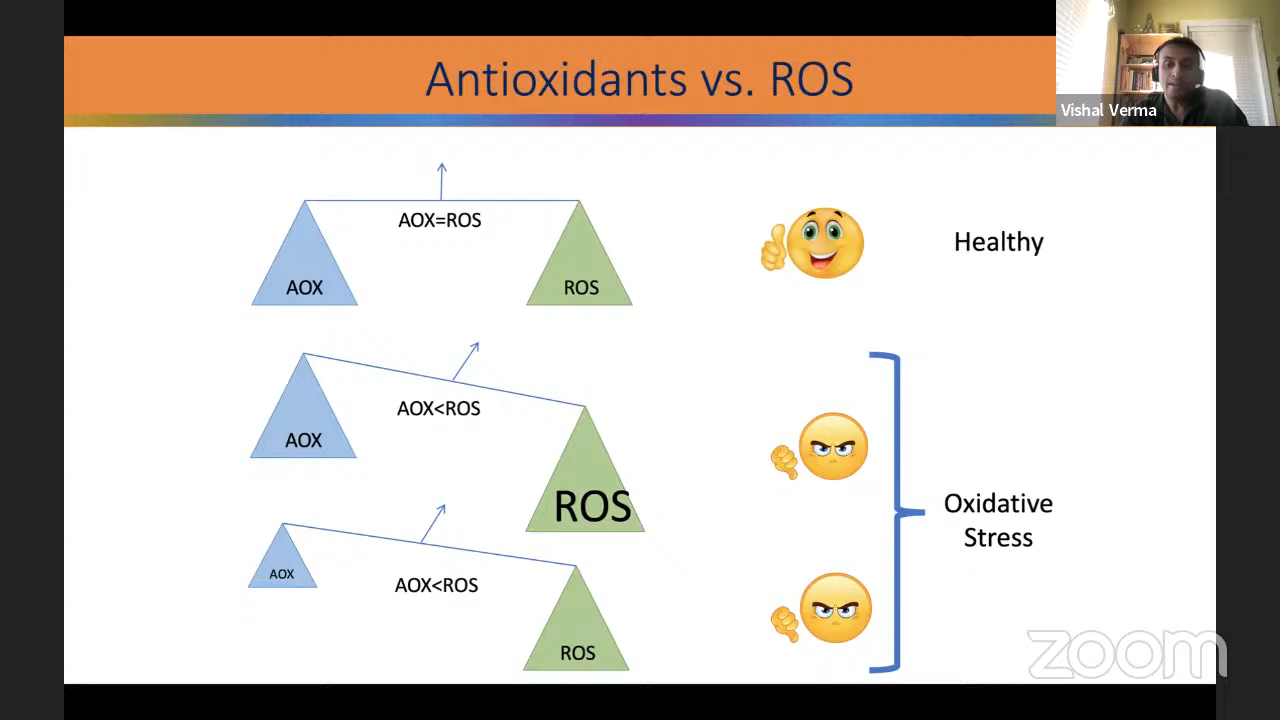 Antioxidants vs. ROS
Vishal Verma
AOX=ROS
AOX
ROS
Healthy
AOX<ROS
AOX
ROS
Oxidative
Stress
AOX<ROS
AOX
ROS
zoom